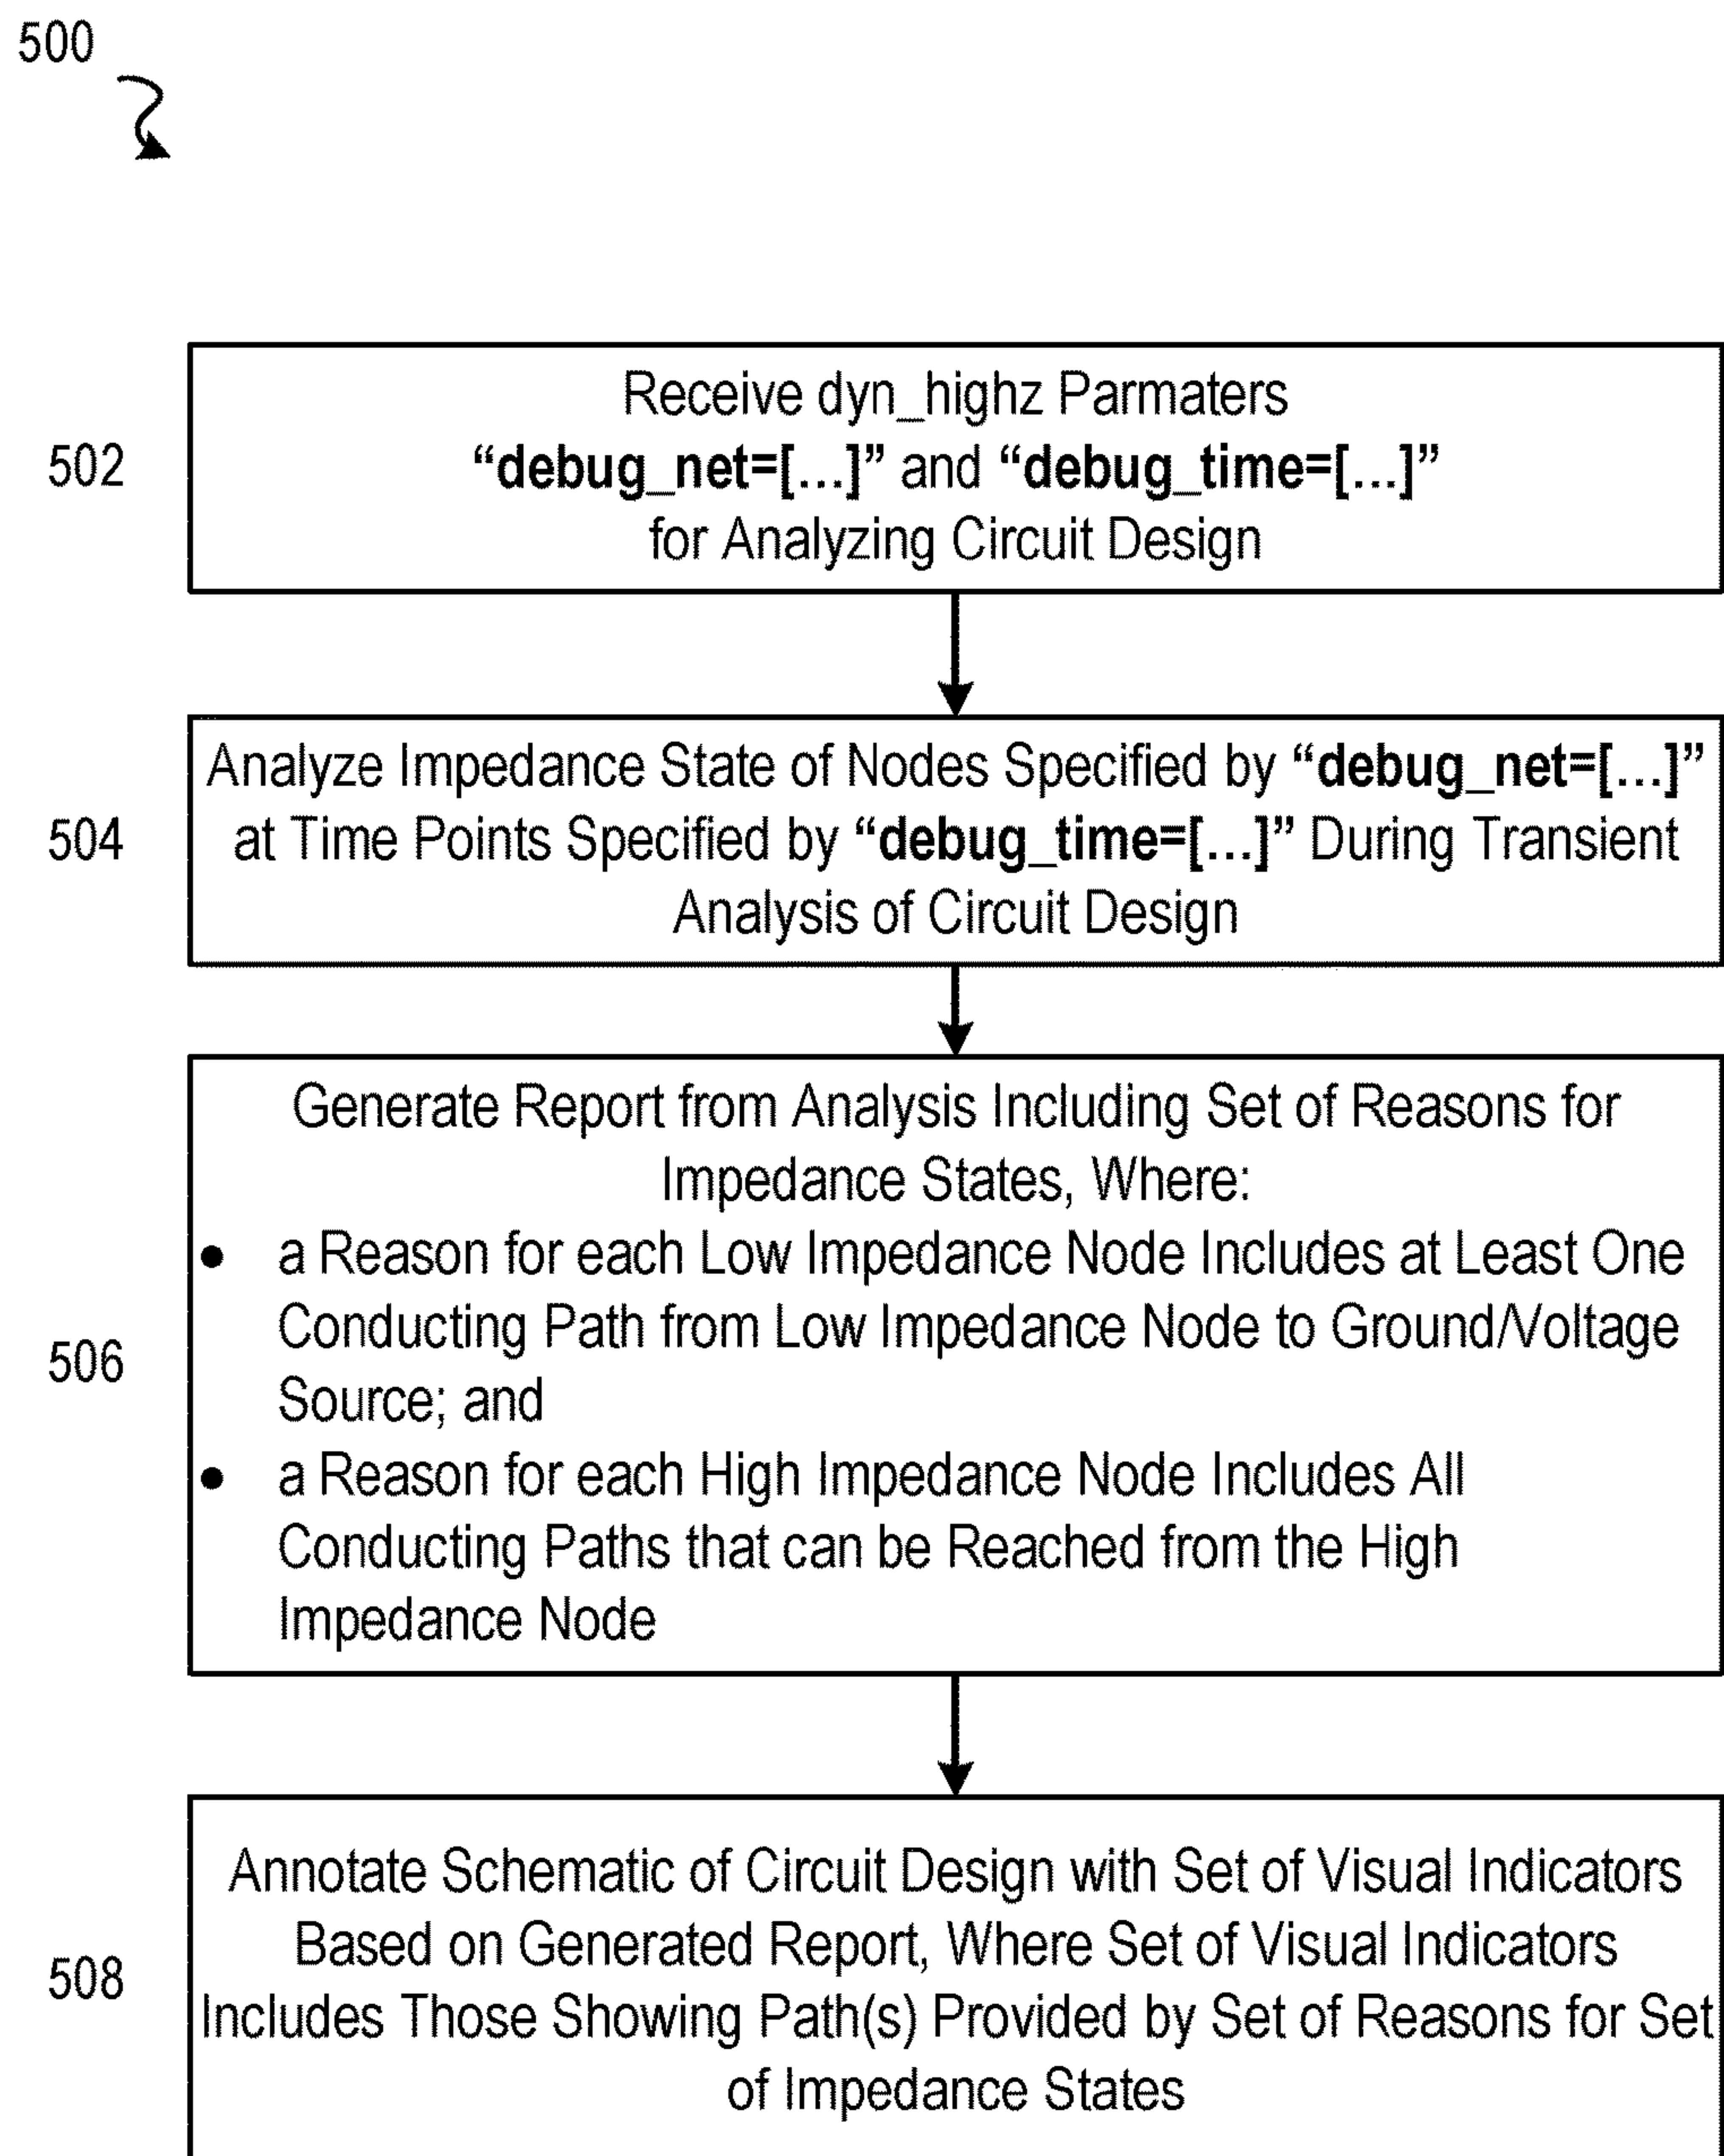 500
502
Receive dyn_highz Parmaters
“debug_net=[...]” and “debug_time=[...]”
for Analyzing Circuit Design
504
Analyze Impedance State of Nodes Specified by “debug_net=[...]”
at Time Points Specified by “debug_time=[...]” During Transient
Analysis of Circuit Design
506
Generate Report from Analysis Including Set of Reasons for
Impedance States, Where:
• a Reason for each Low Impedance Node Includes at Least One
Conducting Path from Low Impedance Node to Ground/Voltage
Source; and
• a Reason for each High Impedance Node Includes All
Conducting Paths that can be Reached from the High
Impedance Node
508
Annotate Schematic of Circuit Design with Set of Visual Indicators
Based on Generated Report, Where Set of Visual Indicators
Includes Those Showing Path(s) Provided by Set of Reasons for Set
of Impedance States